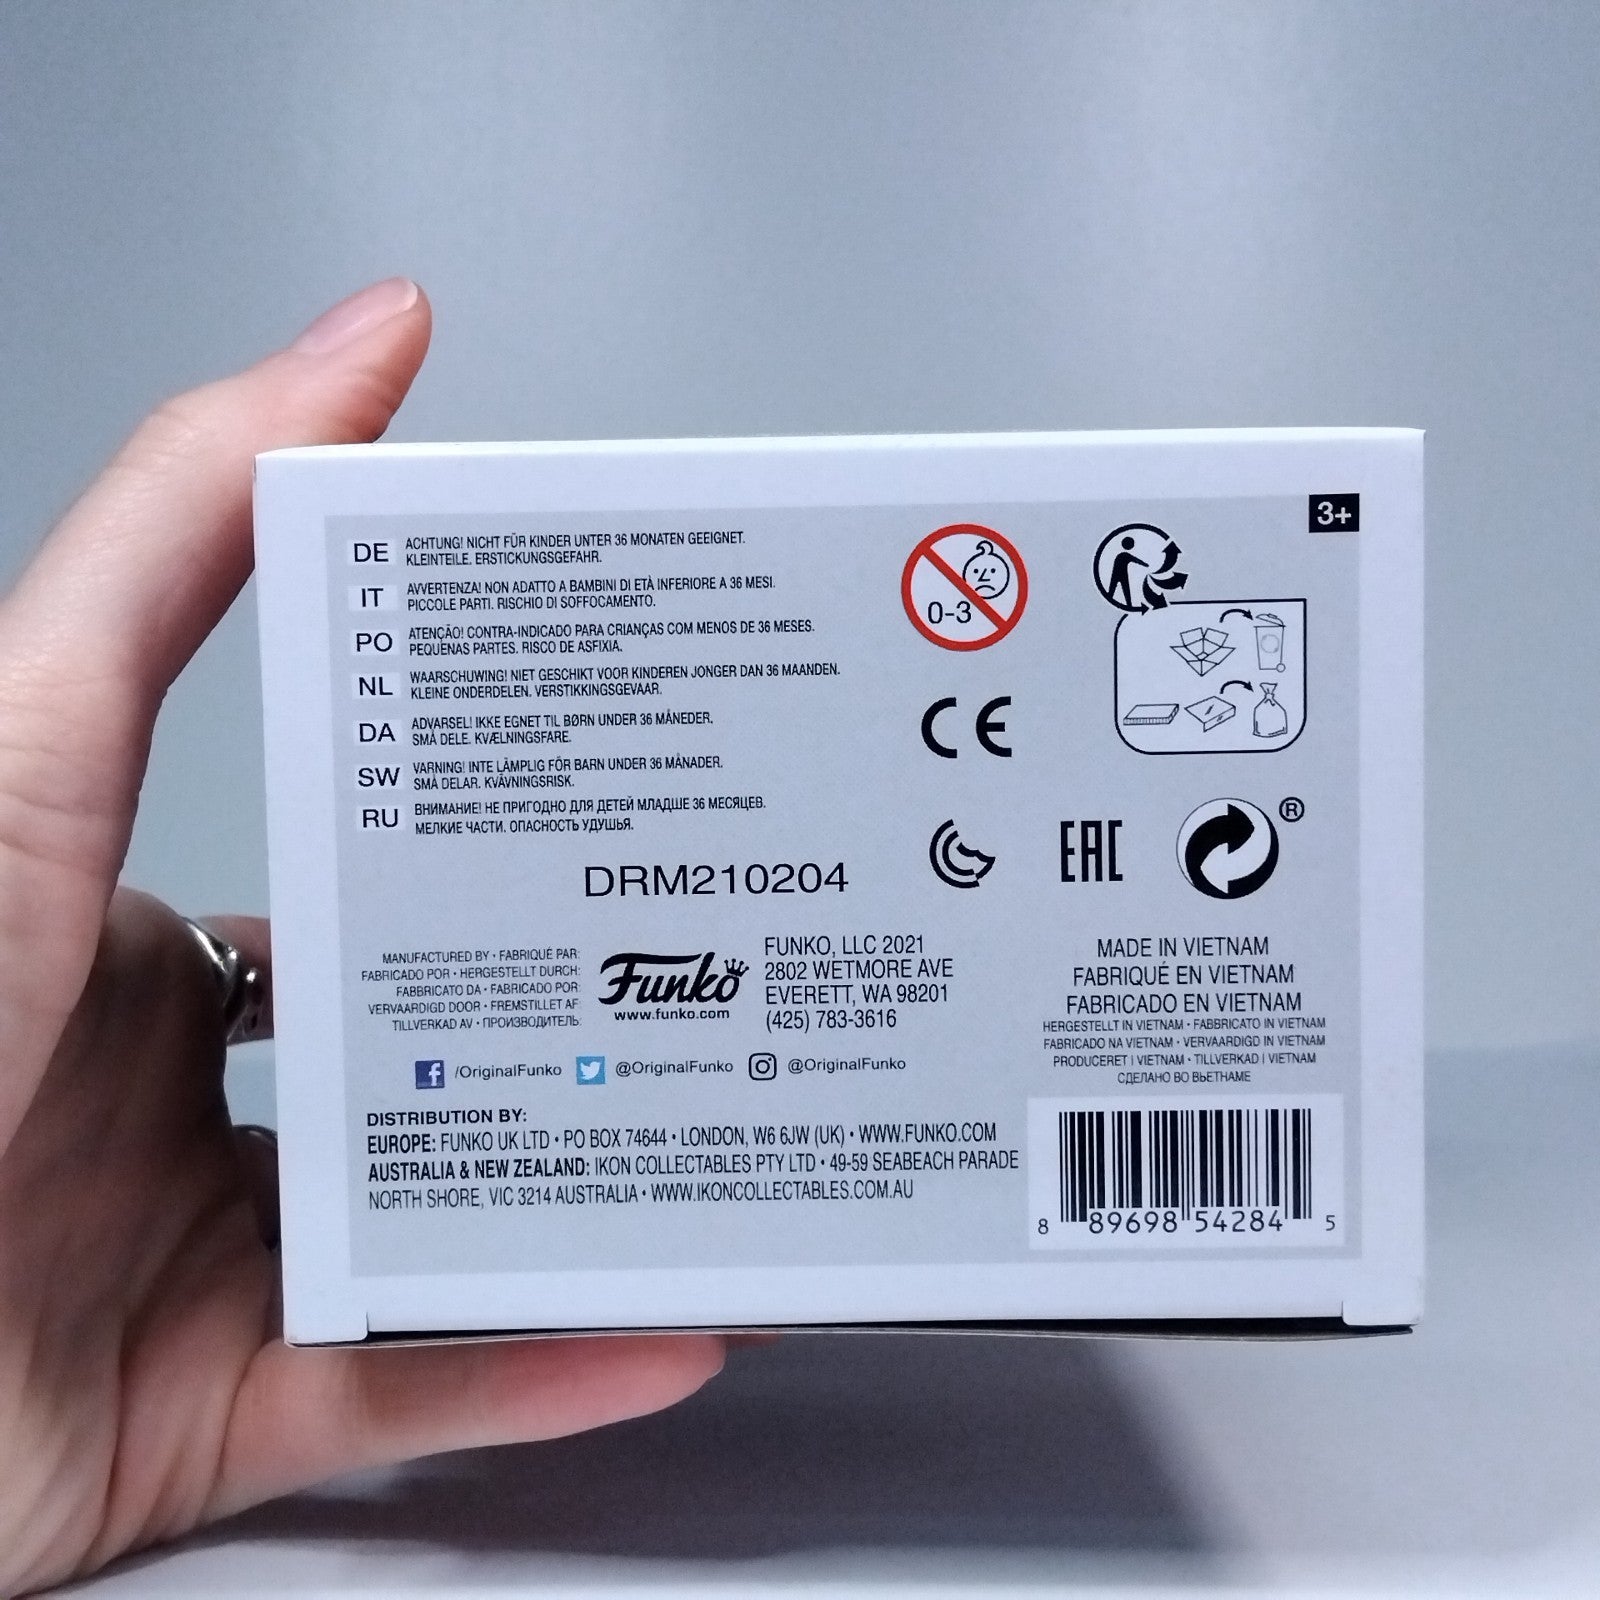 3+
DE ACHTUNG! NICHT FÜR KINDER UNTER 36 MONATEN GEEIGNET.
KLEINTEILE. ERSTICKUNGSGEFAHR.
IT AVVERTENZA! NON ADATTO A BAMBINI DI ETÀ INFERIORE A 36 MESI.
PICCOLE PARTI. RISCHIO DI SOFFOCAMENTO.
PO ATENÇÃO! CONTRA-INDICADO PARA CRIANÇAS COM MENOS DE 36 MESES.
PEQUENAS PARTES. RISCO DE ASFIXIA.
NL WAARSCHUWING! NIET GESCHIKT VOOR KINDEREN JONGER DAN 36 MAANDEN.
KLEINE ONDERDELEN. VERSTIKKINGSGEVAAR.
DA ADVARSEL! IKKE EGNET TIL BØRN UNDER 36 MÅNEDER.
SMÅ DELE. KVÆLNINGSFARE.
SW VARNING! INTE LÄMPLIG FÖR BARN UNDER 36 MÅNADER.
SMÅ DELAR. KVÄVNINGSRISK.
RU ВНИМАНИЕ! НЕ ПРИГОДНО ДЛЯ ДЕТЕЙ МЛАДШЕ 36 МЕСЯЦЕВ.
МЕЛКИЕ ЧАСТИ. ОПАСНОСТЬ УДУШЬЯ.
0-3
CE
EAC
®
DRM210204
MANUFACTURED BY • FABRIQUÉ PAR:
FABRICADO POR • HERGESTELLT DURCH:
FABBRICATO DA • FABRICADO POR:
VERVAARDIGD DOOR • FREMSTILLET AF:
TILLVERKAD AV • ПРОИЗВОДИТЕЛЬ:
Funko
www.funko.com
FUNKO, LLC 2021
2802 WETMORE AVE
EVERETT, WA 98201
(425) 783-3616
MADE IN VIETNAM
FABRIQUÉ EN VIETNAM
FABRICADO EN VIETNAM
HERGESTELLT IN VIETNAM • FABBRICATO IN VIETNAM
FABRICADO NA VIETNAM • VERVAARDIGD IN VIETNAM
PRODUCERET I VIETNAM • TILLVERKAD I VIETNAM
СДЕЛАНО ВО ВЬЕТНАМЕ
/OriginalFunko @OriginalFunko @OriginalFunko
DISTRIBUTION BY:
EUROPE: FUNKO UK LTD • PO BOX 74644 • LONDON, W6 6JW (UK) • WWW.FUNKO.COM
AUSTRALIA & NEW ZEALAND: IKON COLLECTABLES PTY LTD • 49-59 SEABEACH PARADE
NORTH SHORE, VIC 3214 AUSTRALIA • WWW.IKONCOLLECTABLES.COM.AU
8 89698 54284 5